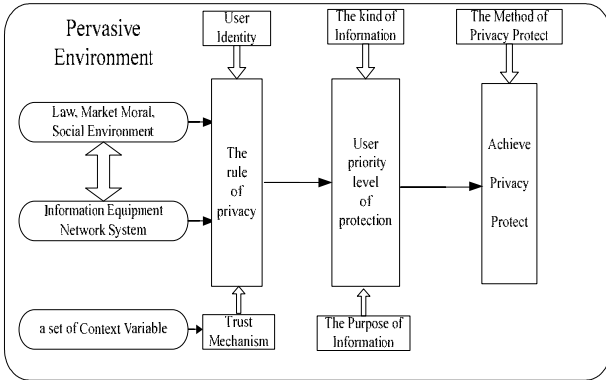 Pervasive
Environment
User
Identity
The kind of
Information
The Method of
Privacy Protect
Law, Market Moral,
Social Environment
Information Equipment
Network System
a set of Context Variable
The
rule
of
privacy
Trust
Mechanism
User
priority
level
of
protection
The Purpose of
Information
Achieve
Privacy
Protect